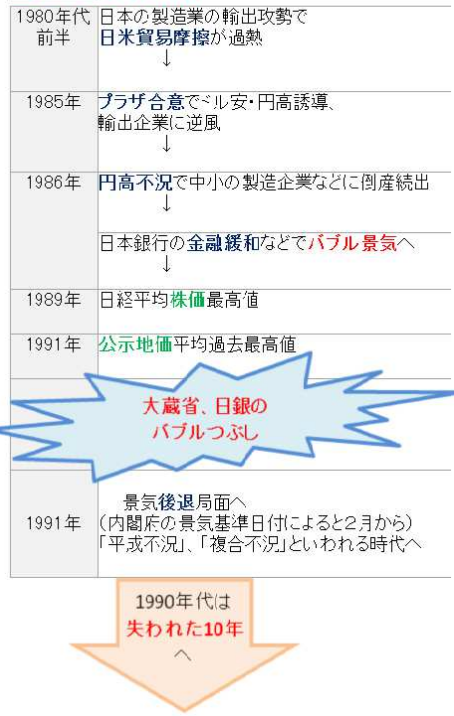 1980年代
前半
日本の製造業の輸出攻勢で
日米貿易摩擦が過熱
↓
1985年
プラザ合意でドル安・円高誘導、
輸出企業に逆風
↓
1986年
円高不況で中小の製造企業などに倒産続出
↓
日本銀行の金融緩和などでバブル景気へ
↓
1989年
日経平均株価最高値
1991年
公示地価平均過去最高値
大蔵省、日銀の
バブルつぶし
1991年
景気後退局面へ
(内閣府の景気基準日付によると2月から)
「平成不況」、「複合不況」といわれる時代へ
1990年代は
失われた10年
へ